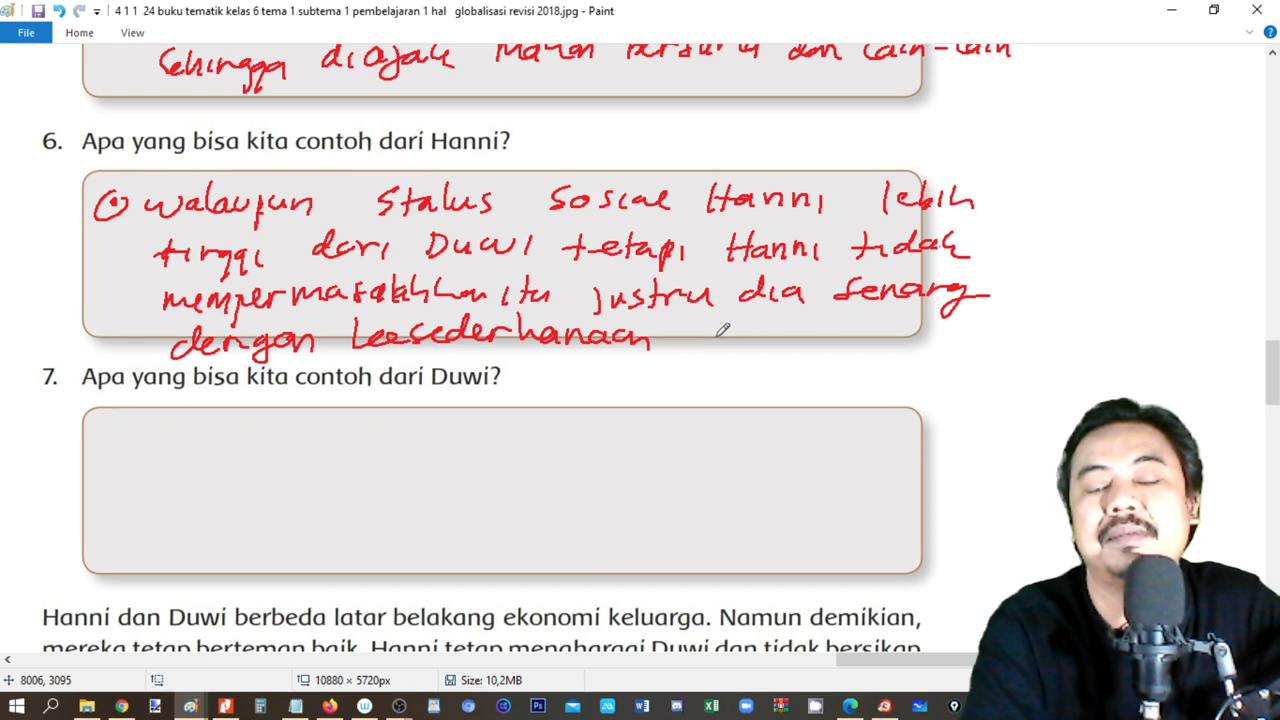 4 1 1 24 buku tematik kelas 6 tema 1 subtema 1 pembelajaran 1 hal globalisasi revisi 2018.jpg - Paint
File Home View
Sehingga diajak makan bersama dan lain-lain
6. Apa yang bisa kita contoh dari Hanni?
walaupun status sosial Hanni lebih
tinggi dari Duwi tetapi Hanni tidak
mempermasalahkan itu justru dia senang
dengan kesederhanaan
7. Apa yang bisa kita contoh dari Duwi?
Hanni dan Duwi berbeda latar belakang ekonomi keluarga. Namun demikian,
mereka tetap berteman baik. Hanni tetap menghargai Duwi dan tidak bersikap
8006, 3095 10880 × 5720px Size: 10,2MB